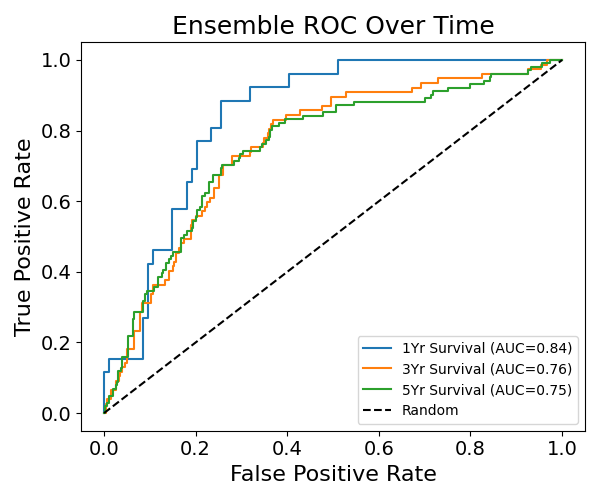 Ensemble ROC Over Time
True Positive Rate
1.0
0.8
0.6
0.4
0.2
0.0
1Yr Survival (AUC=0.84)
3Yr Survival (AUC=0.76)
5Yr Survival (AUC=0.75)
Random
0.0 0.2 0.4 0.6 0.8 1.0
False Positive Rate